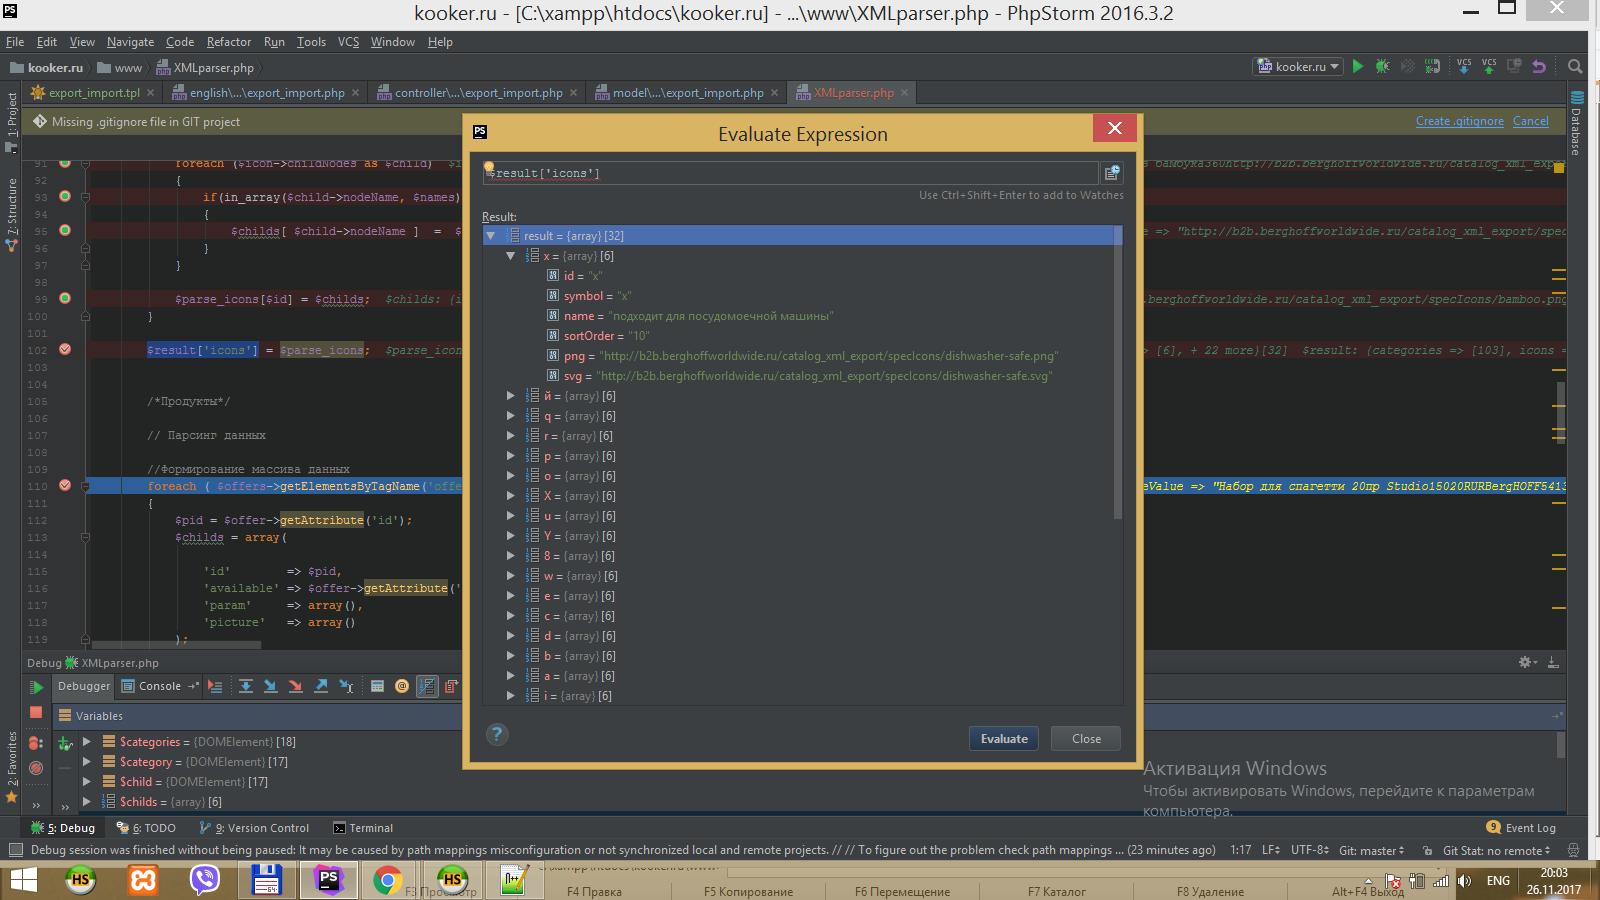 kooker.ru - [C:\xampp\htdocs\kooker.ru] - ...\www\XMLparser.php - PhpStorm 2016.3.2
File Edit View Navigate Code Refactor Run Tools VCS Window Help
kooker.ru www XMLparser.php kooker.ru
export_import.tpl english\...\export_import.php controller\...\export_import.php model\...\export_import.php XMLparser.php
Missing .gitignore file in GIT project Create .gitignore Cancel
1: Project
7: Structure
2: Favorites
Database
91 foreach ($icon->childNodes as $child)
92 {
93 if(in_array($child->nodeName, $names)
94 {
95 $childs[ $child->nodeName ] = $ e => "http://b2b.berghoffworldwide.ru/catalog_xml_export/spec
96 }
97 }
98
99 $parse_icons[$id] = $childs; $childs: {i .berghoffworldwide.ru/catalog_xml_export/specIcons/bamboo.png
100 }
101
102 $result['icons'] = $parse_icons; $parse_icon > [6], + 22 more)[32] $result: {categories => [103], icons =
103
104
105 /*Продукты*/
106
107 // Парсинг данных
108
109 //Формирование массива данных
110 foreach ( $offers->getElementsByTagName('offe eValue => "Набор для спагетти 20пр Studio15020RURBergHOFF5413
111 {
112 $pid = $offer->getAttribute('id');
113 $childs = array(
114
115 'id' => $pid,
116 'available' => $offer->getAttribute('
117 'param' => array(),
118 'picture' => array()
119 );
Evaluate Expression
$result['icons']
Use Ctrl+Shift+Enter to add to Watches
Result:
result = {array} [32]
x = {array} [6]
id = "x"
symbol = "x"
name = "подходит для посудомоечной машины"
sortOrder = "10"
png = "http://b2b.berghoffworldwide.ru/catalog_xml_export/specIcons/dishwasher-safe.png"
svg = "http://b2b.berghoffworldwide.ru/catalog_xml_export/specIcons/dishwasher-safe.svg"
й = {array} [6]
q = {array} [6]
r = {array} [6]
p = {array} [6]
o = {array} [6]
X = {array} [6]
u = {array} [6]
Y = {array} [6]
8 = {array} [6]
w = {array} [6]
e = {array} [6]
c = {array} [6]
d = {array} [6]
b = {array} [6]
a = {array} [6]
i = {array} [6]
Evaluate Close
Debug XMLparser.php
Debugger Console
Variables
$categories = {DOMElement} [18]
$category = {DOMElement} [17]
$child = {DOMElement} [17]
$childs = {array} [6]
Активация Windows
Чтобы активировать Windows, перейдите к параметрам
компьютера.
5: Debug 6: TODO 9: Version Control Terminal 9 Event Log
Debug session was finished without being paused: It may be caused by path mappings misconfiguration or not synchronized local and remote projects. // // To figure out the problem check path mappings ... (23 minutes ago) 1:17 LF UTF-8 Git: master Git Stat: no remote
F3 Просмотр F4 Правка F5 Копирование F6 Перемещение F7 Каталог F8 Удаление Alt+F4 Выход
ENG 20:03
26.11.2017